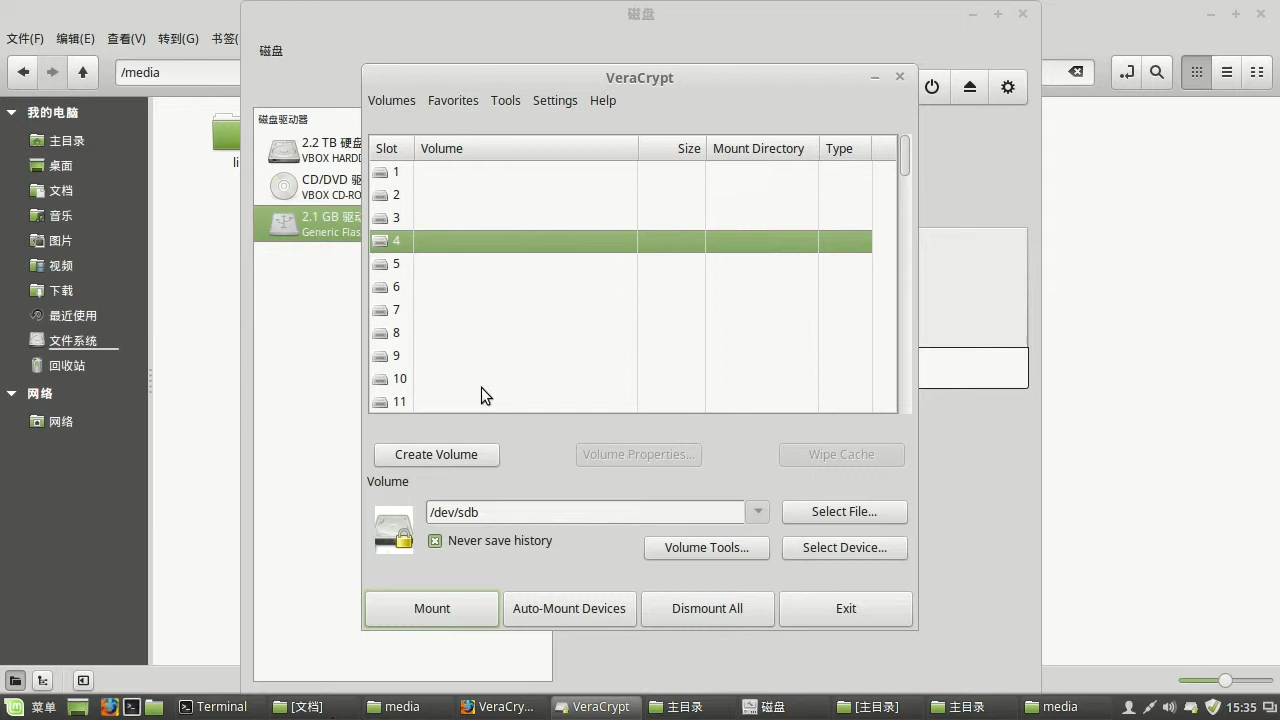 磁盘
文件(F) 编辑(E) 查看(V) 转到(G) 书签(
磁盘
/media
VeraCrypt
Volumes Favorites Tools Settings Help
我的电脑
主目录
桌面
文档
音乐
图片
视频
下载
最近使用
文件系统
回收站
网络
网络
li
磁盘驱动器
2.2 TB 硬盘
VBOX HARDD
CD/DVD 驱
VBOX CD-RO
2.1 GB 驱动
Generic Flas
Slot Volume Size Mount Directory Type
1
2
3
4
5
6
7
8
9
10
11
Create Volume Volume Properties... Wipe Cache
Volume
/dev/sdb Select File...
Never save history Volume Tools... Select Device...
Mount Auto-Mount Devices Dismount All Exit
菜单 Terminal [文档] media VeraCry... VeraCrypt 主目录 磁盘 [主目录] 主目录 media 15:35